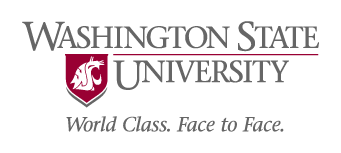 WASHINGTON STATE
UNIVERSITY
World Class. Face to Face.